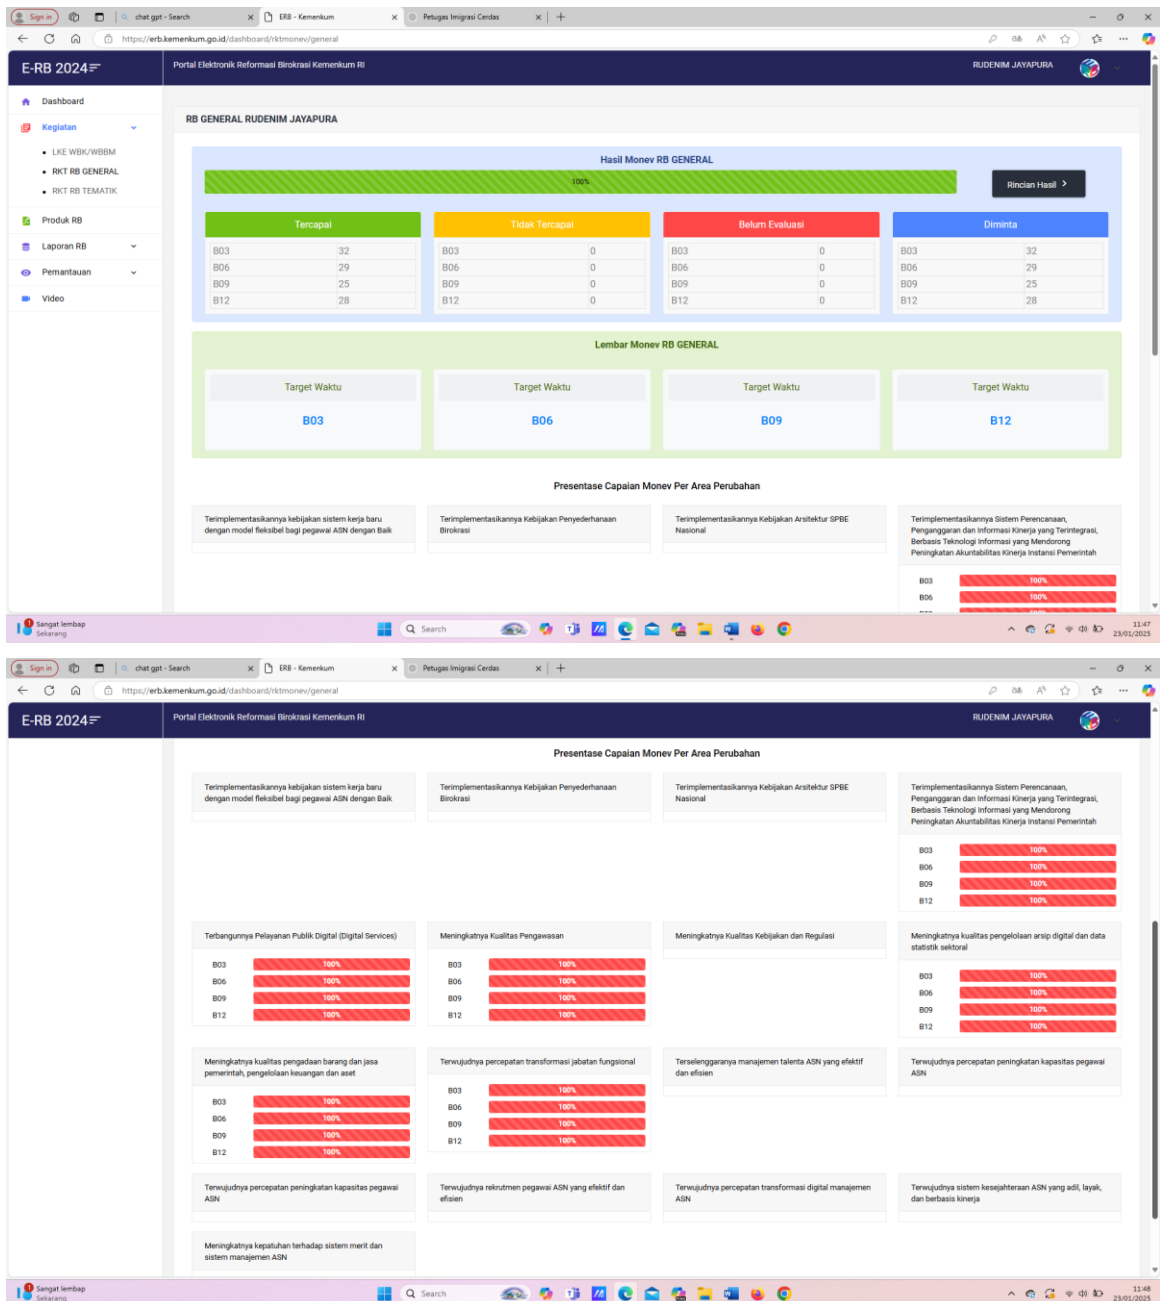 Sign in
chat gpt - Search
ERB - Kemenkum
Petugas Imigrasi Cerdas
https://erb.kemenkum.go.id/dashboard/rktmonev/general
E-RB 2024
Portal Elektronik Reformasi Birokrasi Kemenkum RI
RUDENIM JAYAPURA
Dashboard
Kegiatan
LKE WBK/WBBM
RKT RB GENERAL
RKT RB TEMATIK
Produk RB
Laporan RB
Pemantauan
Video
RB GENERAL RUDENIM JAYAPURA
Hasil Monev RB GENERAL
100%
Rincian Hasil >
Tercapai
B03 32
B06 29
B09 25
B12 28
Tidak Tercapai
B03 0
B06 0
B09 0
B12 0
Belum Evaluasi
B03 0
B06 0
B09 0
B12 0
Diminta
B03 32
B06 29
B09 25
B12 28
Lembar Monev RB GENERAL
Target Waktu
B03
Target Waktu
B06
Target Waktu
B09
Target Waktu
B12
Presentase Capaian Monev Per Area Perubahan
Terimplementasikannya kebijakan sistem kerja baru
dengan model fleksibel bagi pegawai ASN dengan Baik
Terimplementasikannya Kebijakan Penyederhanaan
Birokrasi
Terimplementasikannya Kebijakan Arsitektur SPBE
Nasional
Terimplementasikannya Sistem Perencanaan,
Penganggaran dan Informasi Kinerja yang Terintegrasi,
Berbasis Teknologi Informasi yang Mendorong
Peningkatan Akuntabilitas Kinerja Instansi Pemerintah
B03 100%
B06 100%
Sangat lembap
Sekarang
Search
11:47
23/01/2025
Sign in
chat gpt - Search
ERB - Kemenkum
Petugas Imigrasi Cerdas
https://erb.kemenkum.go.id/dashboard/rktmonev/general
E-RB 2024
Portal Elektronik Reformasi Birokrasi Kemenkum RI
RUDENIM JAYAPURA
Presentase Capaian Monev Per Area Perubahan
Terimplementasikannya kebijakan sistem kerja baru
dengan model fleksibel bagi pegawai ASN dengan Baik
Terimplementasikannya Kebijakan Penyederhanaan
Birokrasi
Terimplementasikannya Kebijakan Arsitektur SPBE
Nasional
Terimplementasikannya Sistem Perencanaan,
Penganggaran dan Informasi Kinerja yang Terintegrasi,
Berbasis Teknologi Informasi yang Mendorong
Peningkatan Akuntabilitas Kinerja Instansi Pemerintah
B03 100%
B06 100%
B09 100%
B12 100%
Terbangunnya Pelayanan Publik Digital (Digital Services)
B03 100%
B06 100%
B09 100%
B12 100%
Meningkatnya Kualitas Pengawasan
B03 100%
B06 100%
B09 100%
B12 100%
Meningkatnya Kualitas Kebijakan dan Regulasi
Meningkatnya kualitas pengelolaan arsip digital dan data
statistik sektoral
B03 100%
B06 100%
B09 100%
B12 100%
Meningkatnya kualitas pengadaan barang dan jasa
pemerintah, pengelolaan keuangan dan aset
B03 100%
B06 100%
B09 100%
B12 100%
Terwujudnya percepatan transformasi jabatan fungsional
B03 100%
B06 100%
B09 100%
B12 100%
Terselenggaranya manajemen talenta ASN yang efektif
dan efisien
Terwujudnya percepatan peningkatan kapasitas pegawai
ASN
Terwujudnya percepatan peningkatan kapasitas pegawai
ASN
Terwujudnya rekrutmen pegawai ASN yang efektif dan
efisien
Terwujudnya percepatan transformasi digital manajemen
ASN
Terwujudnya sistem kesejahteraan ASN yang adil, layak,
dan berbasis kinerja
Meningkatnya kepatuhan terhadap sistem merit dan
sistem manajemen ASN
Sangat lembap
Sekarang
Search
11:48
23/01/2025